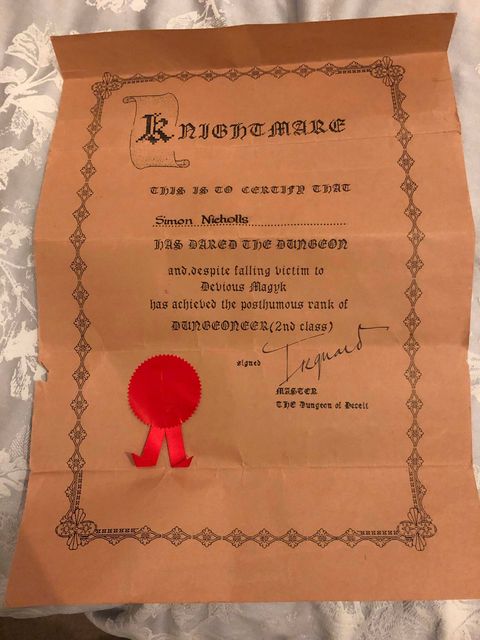 KNIGHTMARE
THIS IS TO CERTIFY THAT
Simon Nicholls
HAS DARED THE DUNGEON
and, despite falling victim to
Devious Magyk
has achieved the posthumous rank of
DUNGEONEER (2nd class)
signed Treguard
MASTER
THE Dungeon of Deceit